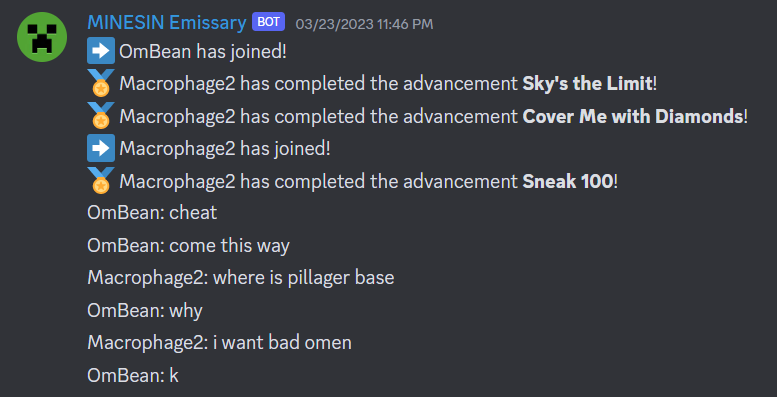 MINESIN Emissary BOT 03/23/2023 11:46 PM
OmBean has joined!
Macrophage2 has completed the advancement Sky's the Limit!
Macrophage2 has completed the advancement Cover Me with Diamonds!
Macrophage2 has joined!
Macrophage2 has completed the advancement Sneak 100!
OmBean: cheat
OmBean: come this way
Macrophage2: where is pillager base
OmBean: why
Macrophage2: i want bad omen
OmBean: k